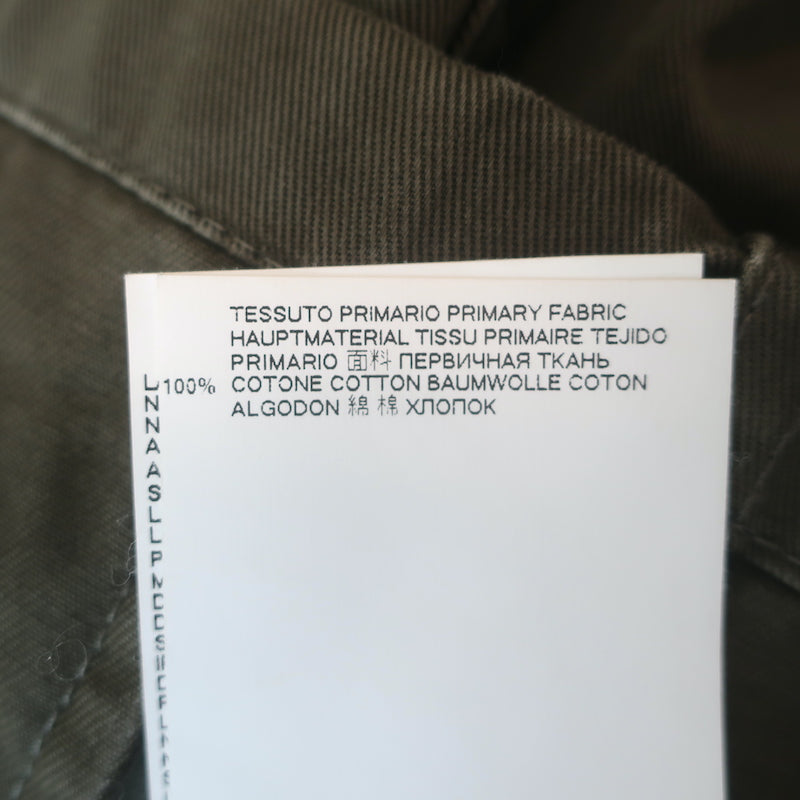 TESSUTO PRIMARIO PRIMARY FABRIC
HAUPTMATERIAL TISSU PRIMAIRE TEJIDO
PRIMARIO 面料 ПЕРВИЧНАЯ ТКАНЬ
100% COTONE COTTON BAUMWOLLE COTON
ALGODON 綿 棉 ХЛОПОК